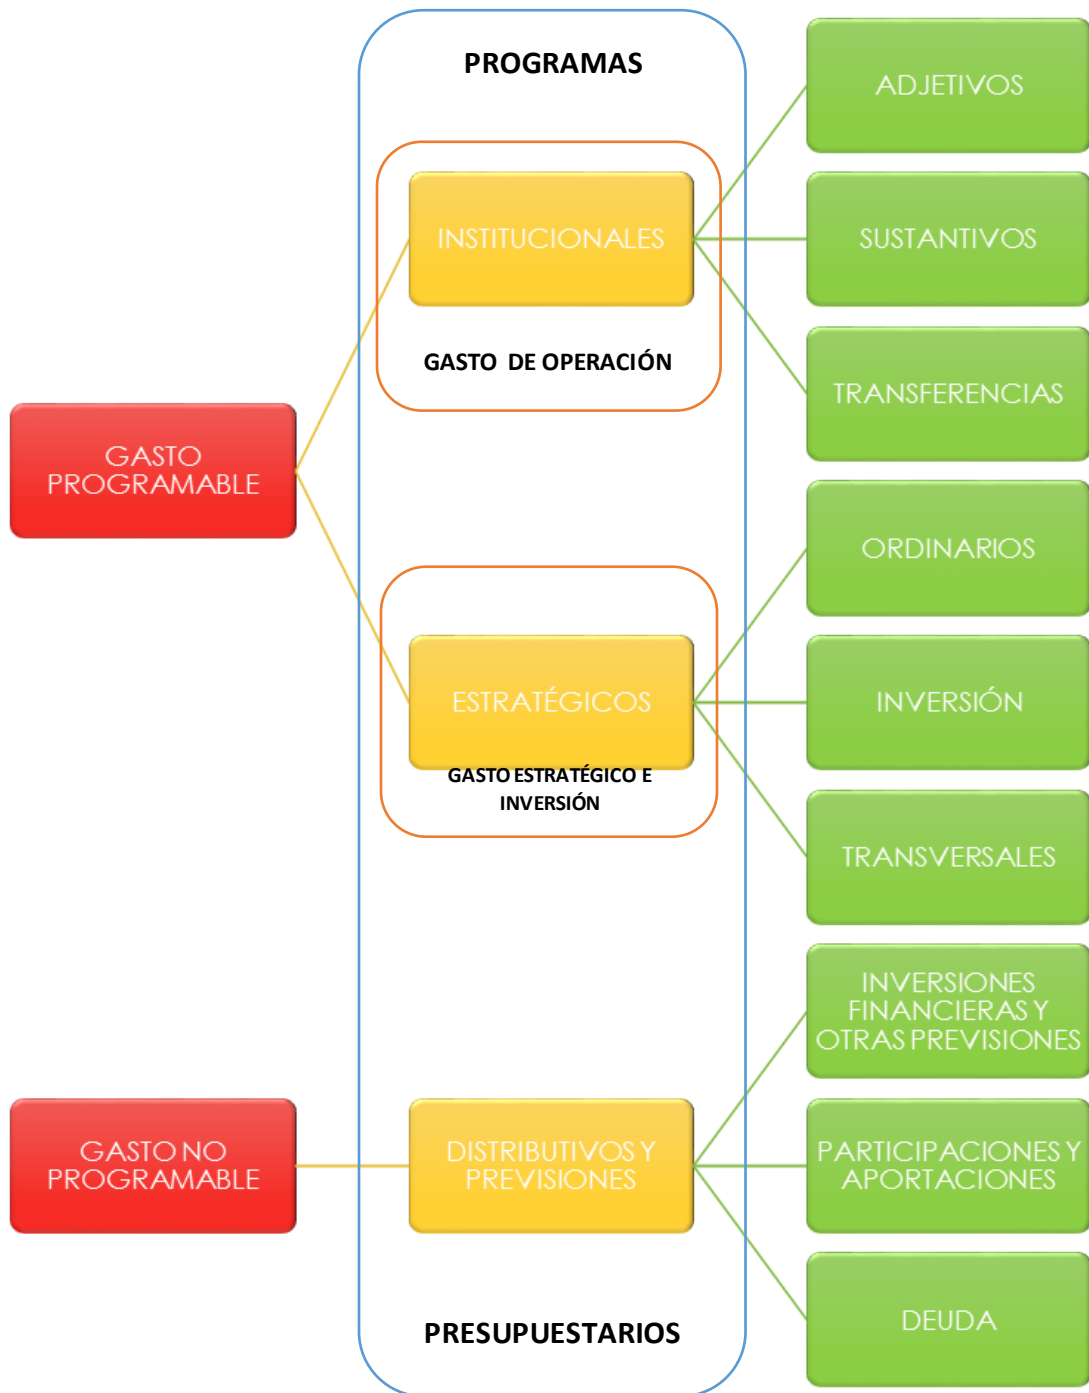 PROGRAMAS
ADJETIVOS
INSTITUCIONALES
SUSTANTIVOS
GASTO DE OPERACIÓN
TRANSFERENCIAS
GASTO
PROGRAMABLE
ORDINARIOS
ESTRATÉGICOS
INVERSIÓN
GASTO ESTRATÉGICO E
INVERSIÓN
TRANSVERSALES
INVERSIONES
FINANCIERAS Y
OTRAS PREVISIONES
GASTO NO
PROGRAMABLE
DISTRIBUTIVOS Y
PREVISIONES
PARTICIPACIONES Y
APORTACIONES
DEUDA
PRESUPUESTARIOS